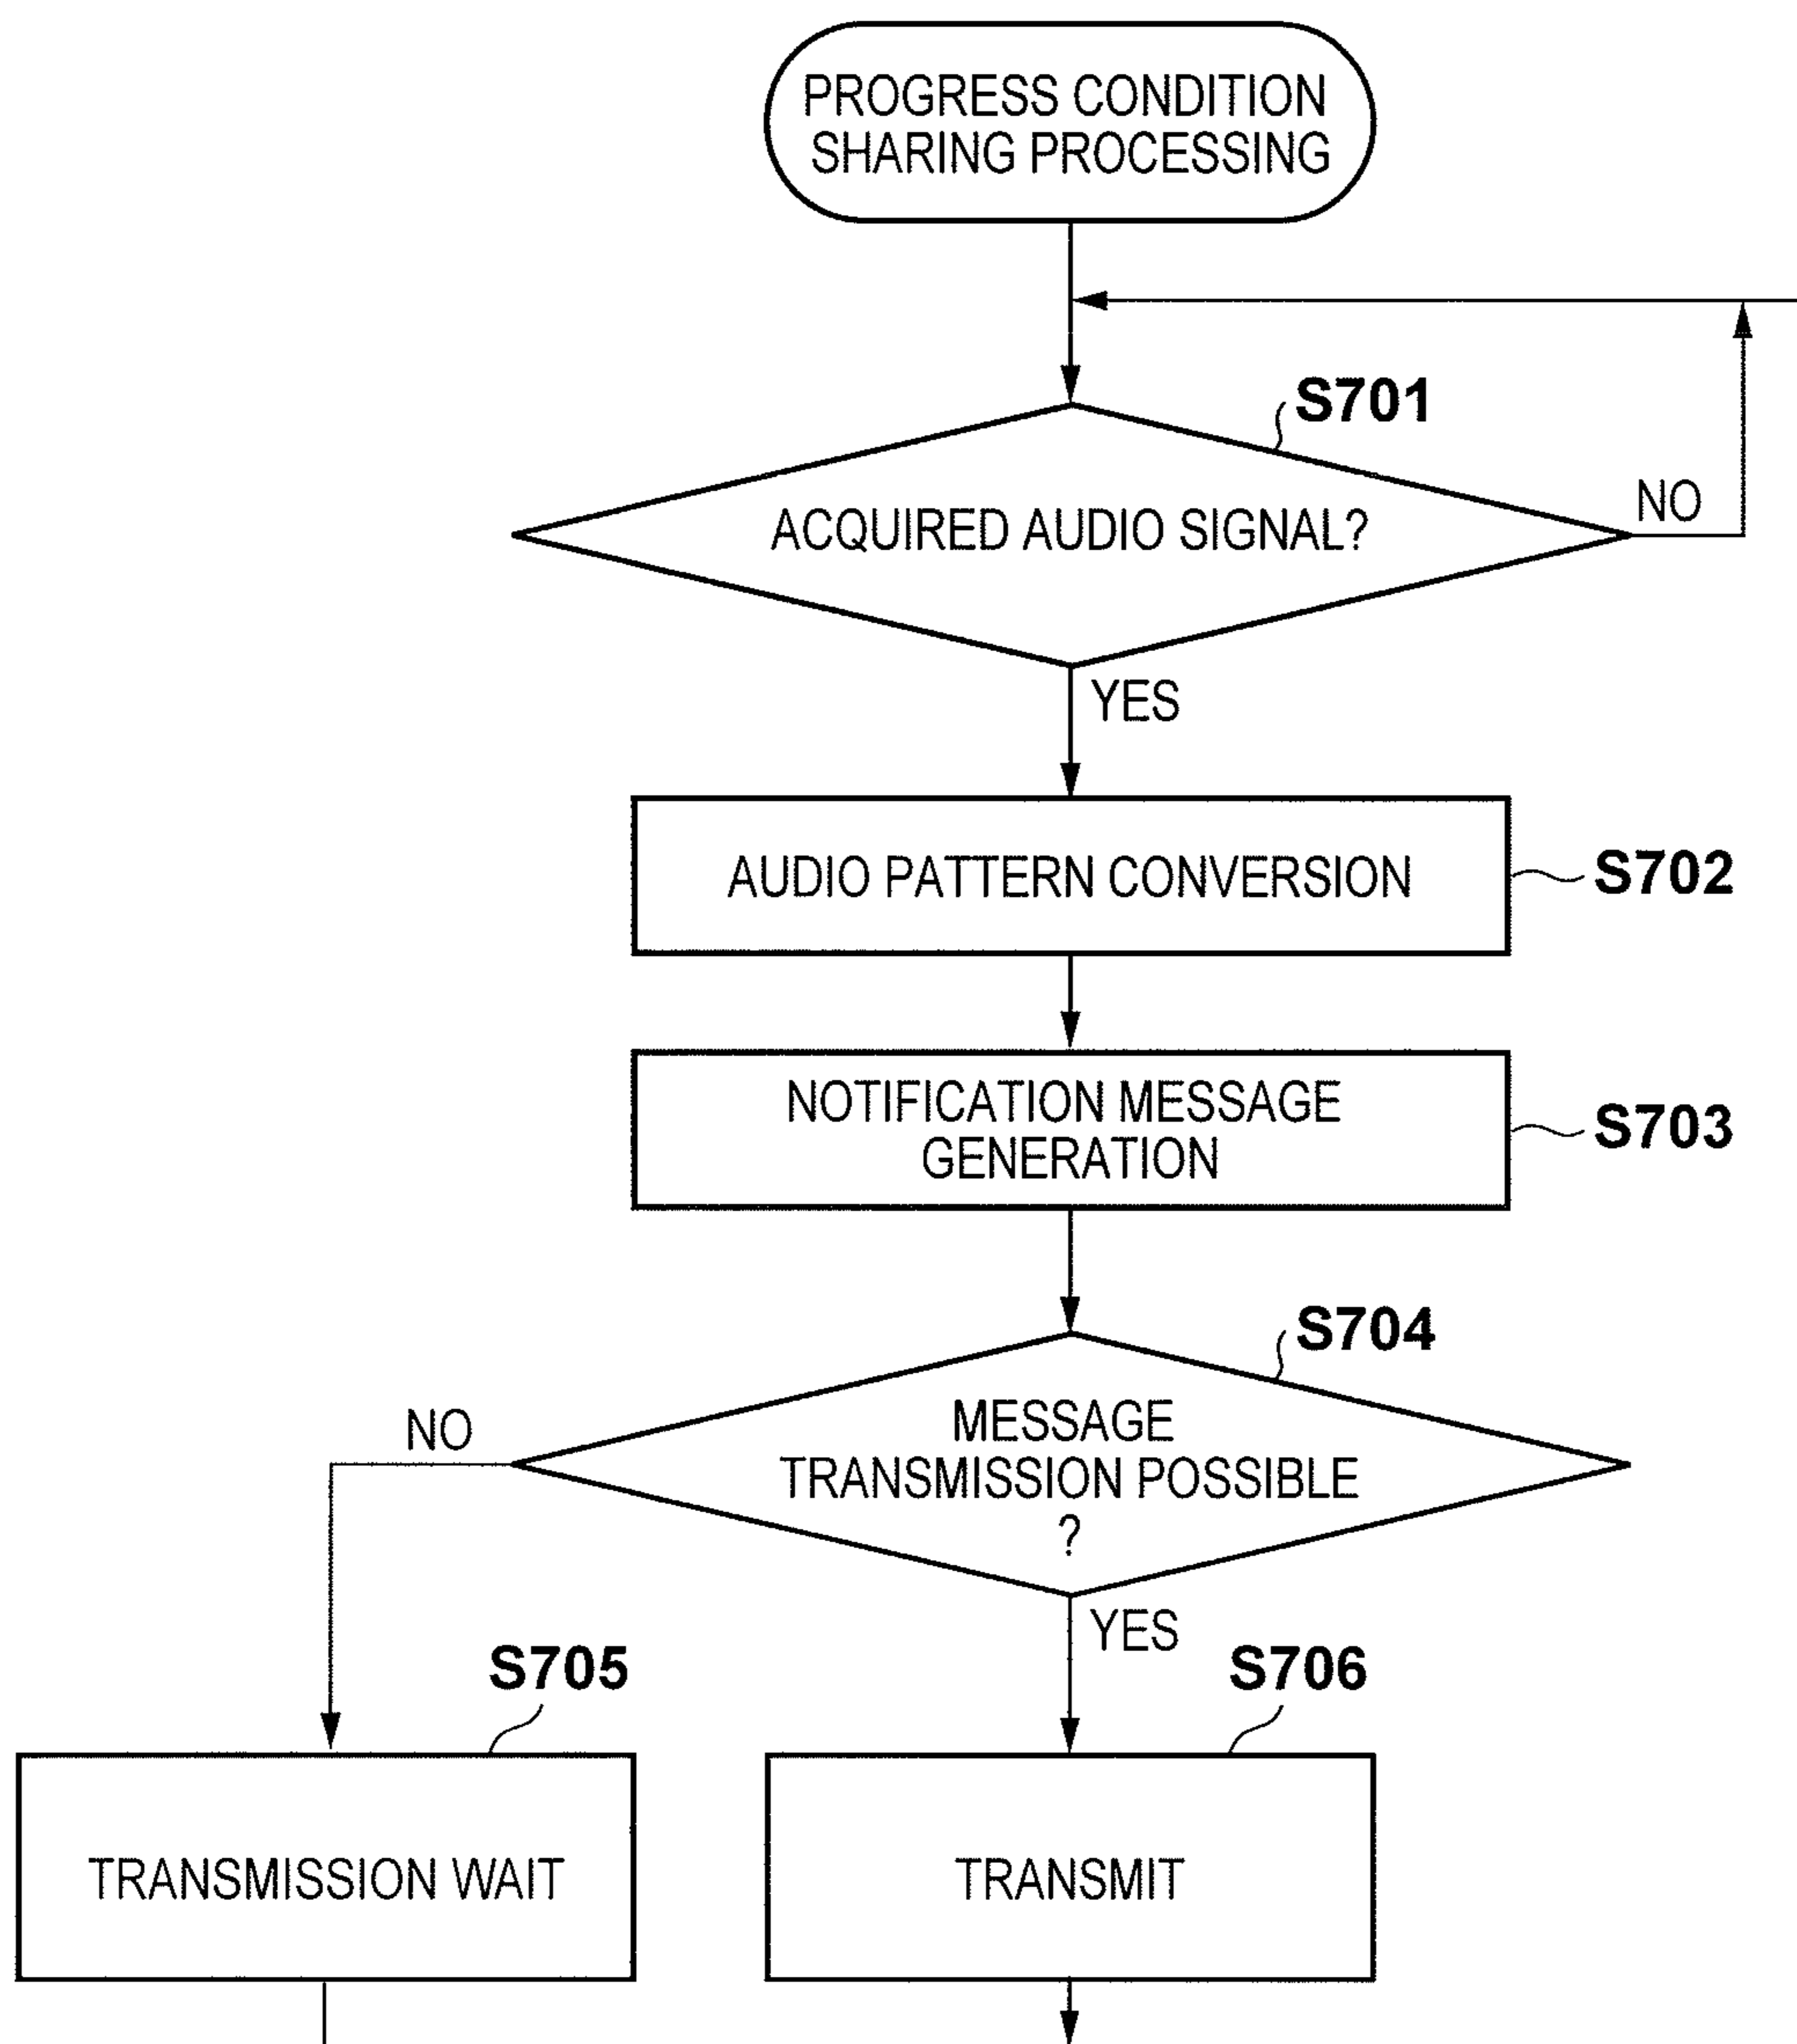 PROGRESS CONDITION
SHARING PROCESSING
S701
ACQUIRED AUDIO SIGNAL?
NO
YES
AUDIO PATTERN CONVERSION
S702
NOTIFICATION MESSAGE
GENERATION
S703
S704
NO
MESSAGE
TRANSMISSION POSSIBLE
?
YES
S705
S706
TRANSMISSION WAIT
TRANSMIT